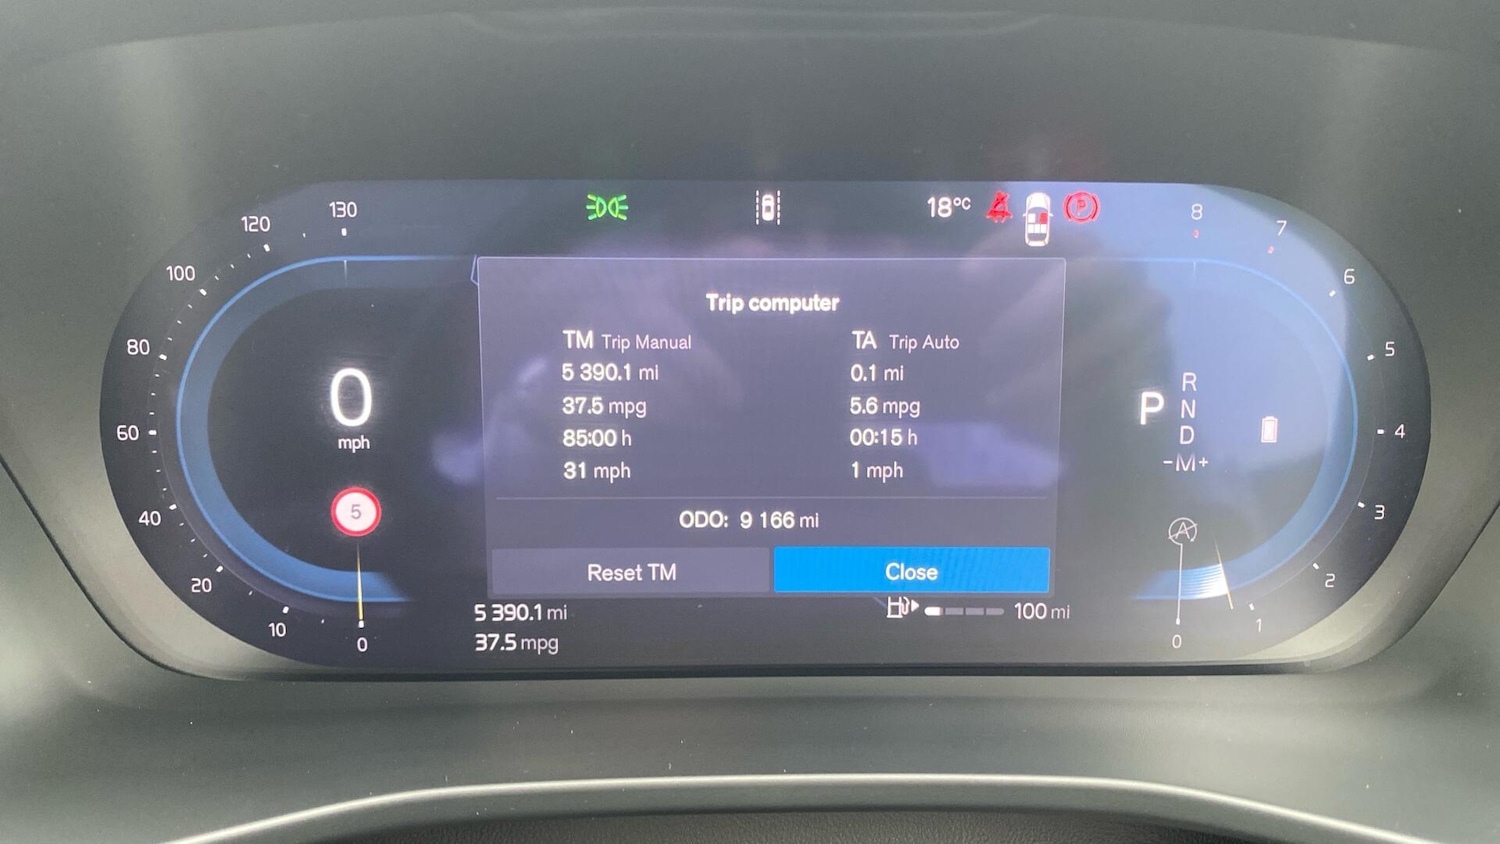 120
130
100
80
60
40
20
10
0
0
mph
5
18°C
P
Trip computer
TM Trip Manual
5 390.1 mi
37.5 mpg
85:00 h
31 mph
TA Trip Auto
0.1 mi
5.6 mpg
00:15 h
1 mph
ODO: 9 166 mi
Reset TM
Close
5 390.1 mi
37.5 mpg
100 mi
P
R
N
D
-M+
A
8
7
6
5
4
3
2
1
0